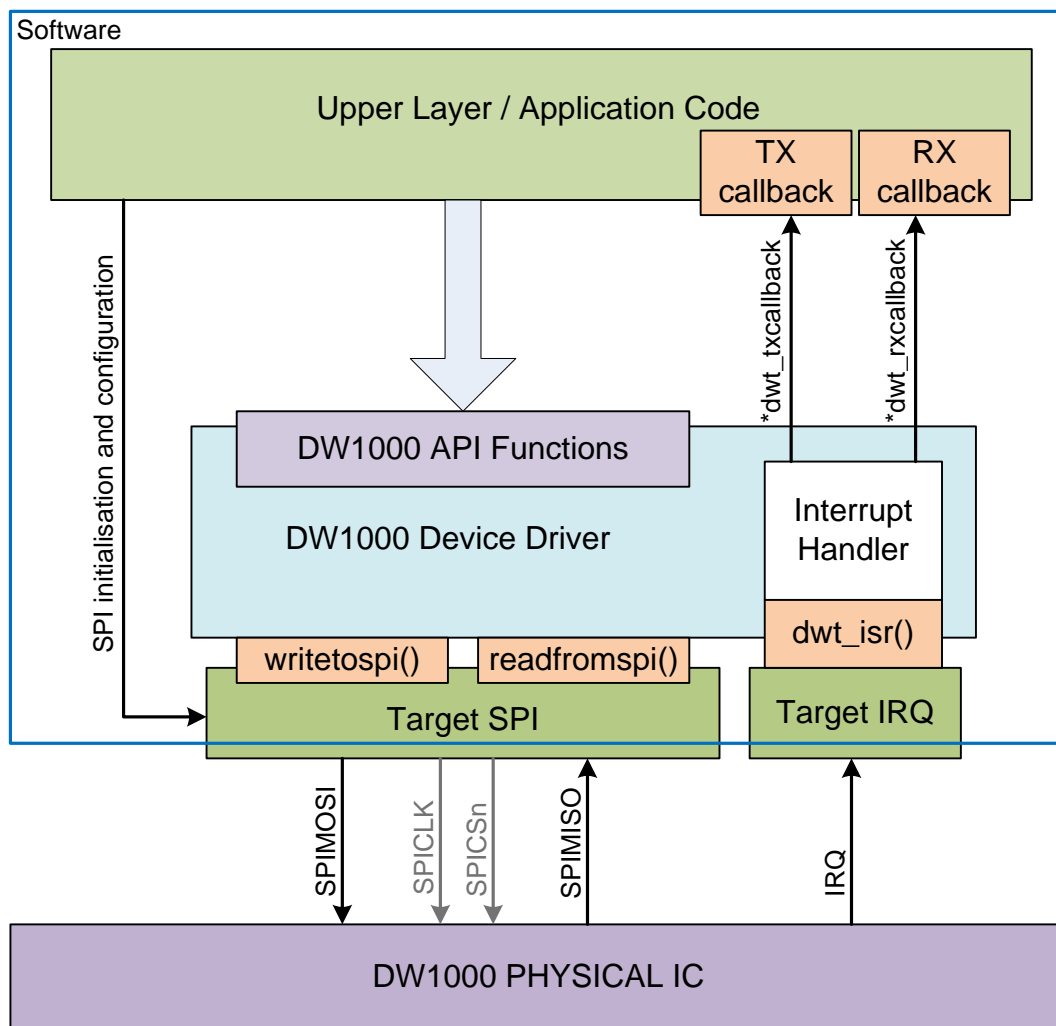 Software
Upper Layer / Application Code
TX
callback
RX
callback
SPI initialisation and configuration
*dwt_txcallback
*dwt_rxcallback
DW1000 API Functions
DW1000 Device Driver
Interrupt
Handler
dwt_isr()
writetospi()
readfromspi()
Target SPI
Target IRQ
SPIMOSI
SPICLK
SPICSn
SPIMISO
IRQ
DW1000 PHYSICAL IC